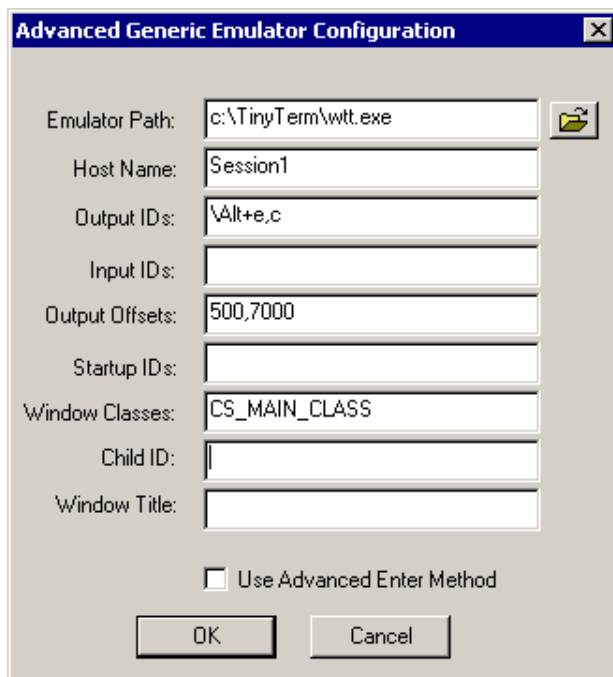 Advanced Generic Emulator Configuration
Emulator Path: c:\TinyTerm\wtt.exe
Host Name: Session1
Output IDs: \Alt+e,c
Input IDs:
Output Offsets: 500,7000
Startup IDs:
Window Classes: CS_MAIN_CLASS
Child ID:
Window Title:
Use Advanced Enter Method
OK Cancel